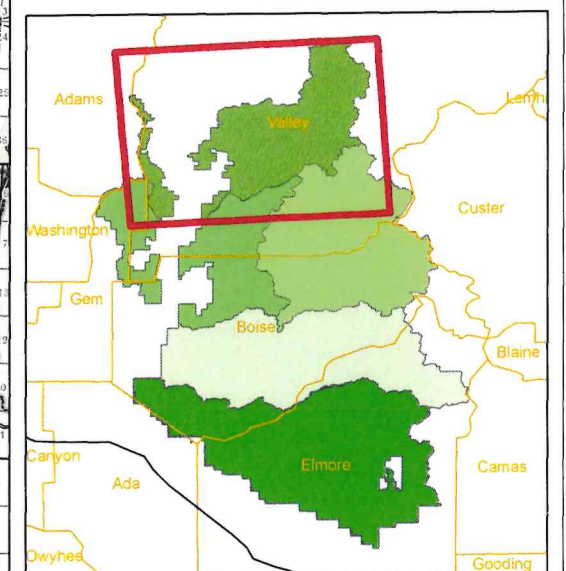 Adams
Lemhi
Valley
Custer
Washington
Gem
Boise
Blaine
Canyon
Elmore
Camas
Ada
Owyhee
Gooding